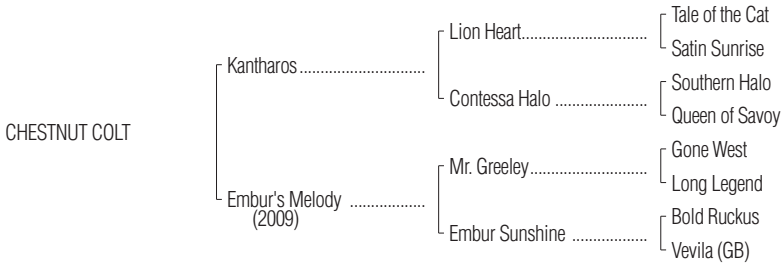 Tale of the Cat
Lion Heart..............................
Satin Sunrise
Kantharos .............................
Southern Halo
Contessa Halo .....................
Queen of Savoy
CHESTNUT COLT
Gone West
Mr. Greeley...........................
Long Legend
Embur's Melody ..................
(2009)
Bold Ruckus
Embur Sunshine .................
Vevila (GB)